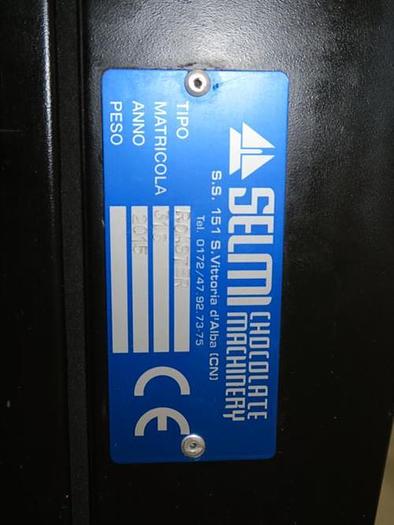 SELMI CHOCOLATE
MACHINERY
S.S. 151 S.Vittoria d'Alba (CN)
Tel. 0172/47.92.73-75
TIPO ROASTER
MATRICOLA
ANNO 2015
PESO
CE